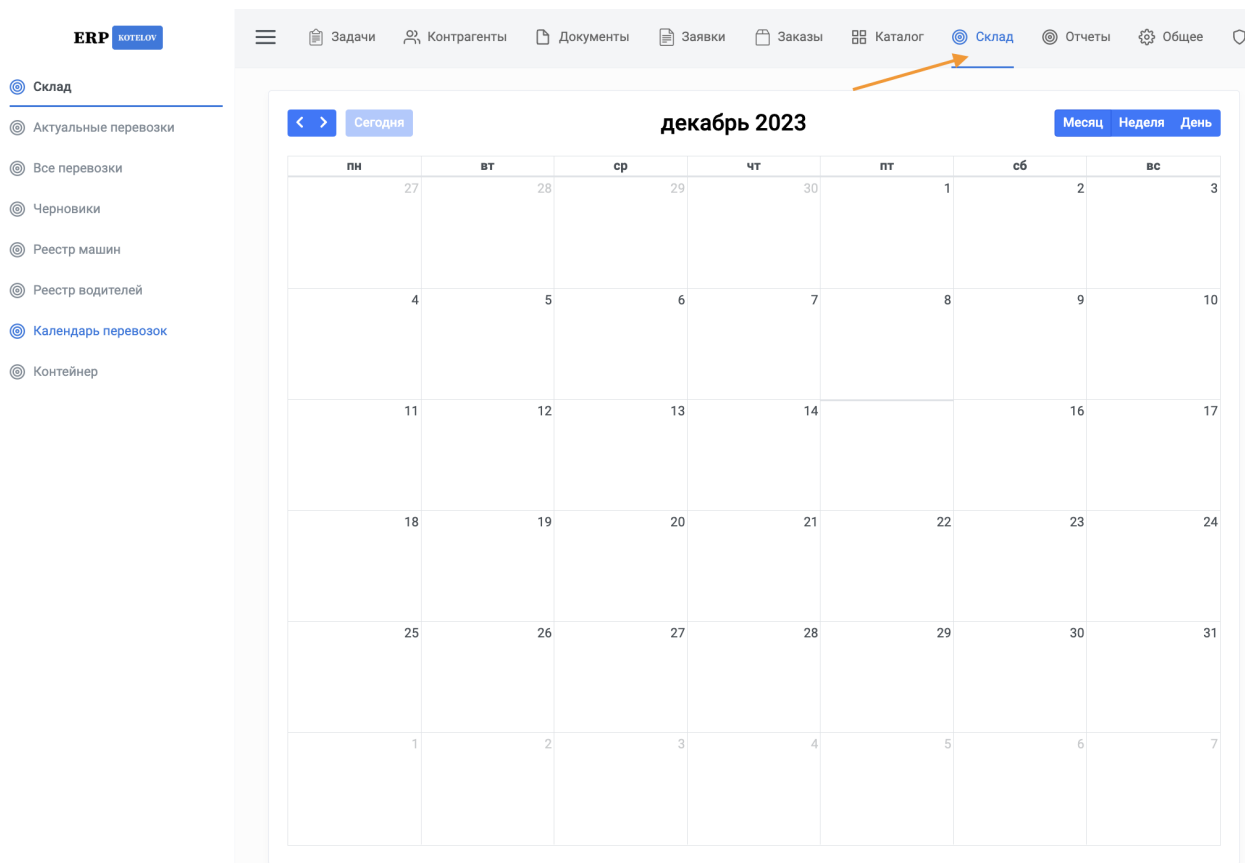 ERP KOTELOV
Задачи Контрагенты Документы Заявки Заказы Каталог Склад Отчеты Общее
Склад
Актуальные перевозки
Все перевозки
Черновики
Реестр машин
Реестр водителей
Календарь перевозок
Контейнер
Сегодня декабрь 2023 Месяц Неделя День
пн вт ср чт пт сб вс
27 28 29 30 1 2 3
4 5 6 7 8 9 10
11 12 13 14 16 17
18 19 20 21 22 23 24
25 26 27 28 29 30 31
1 2 3 4 5 6 7